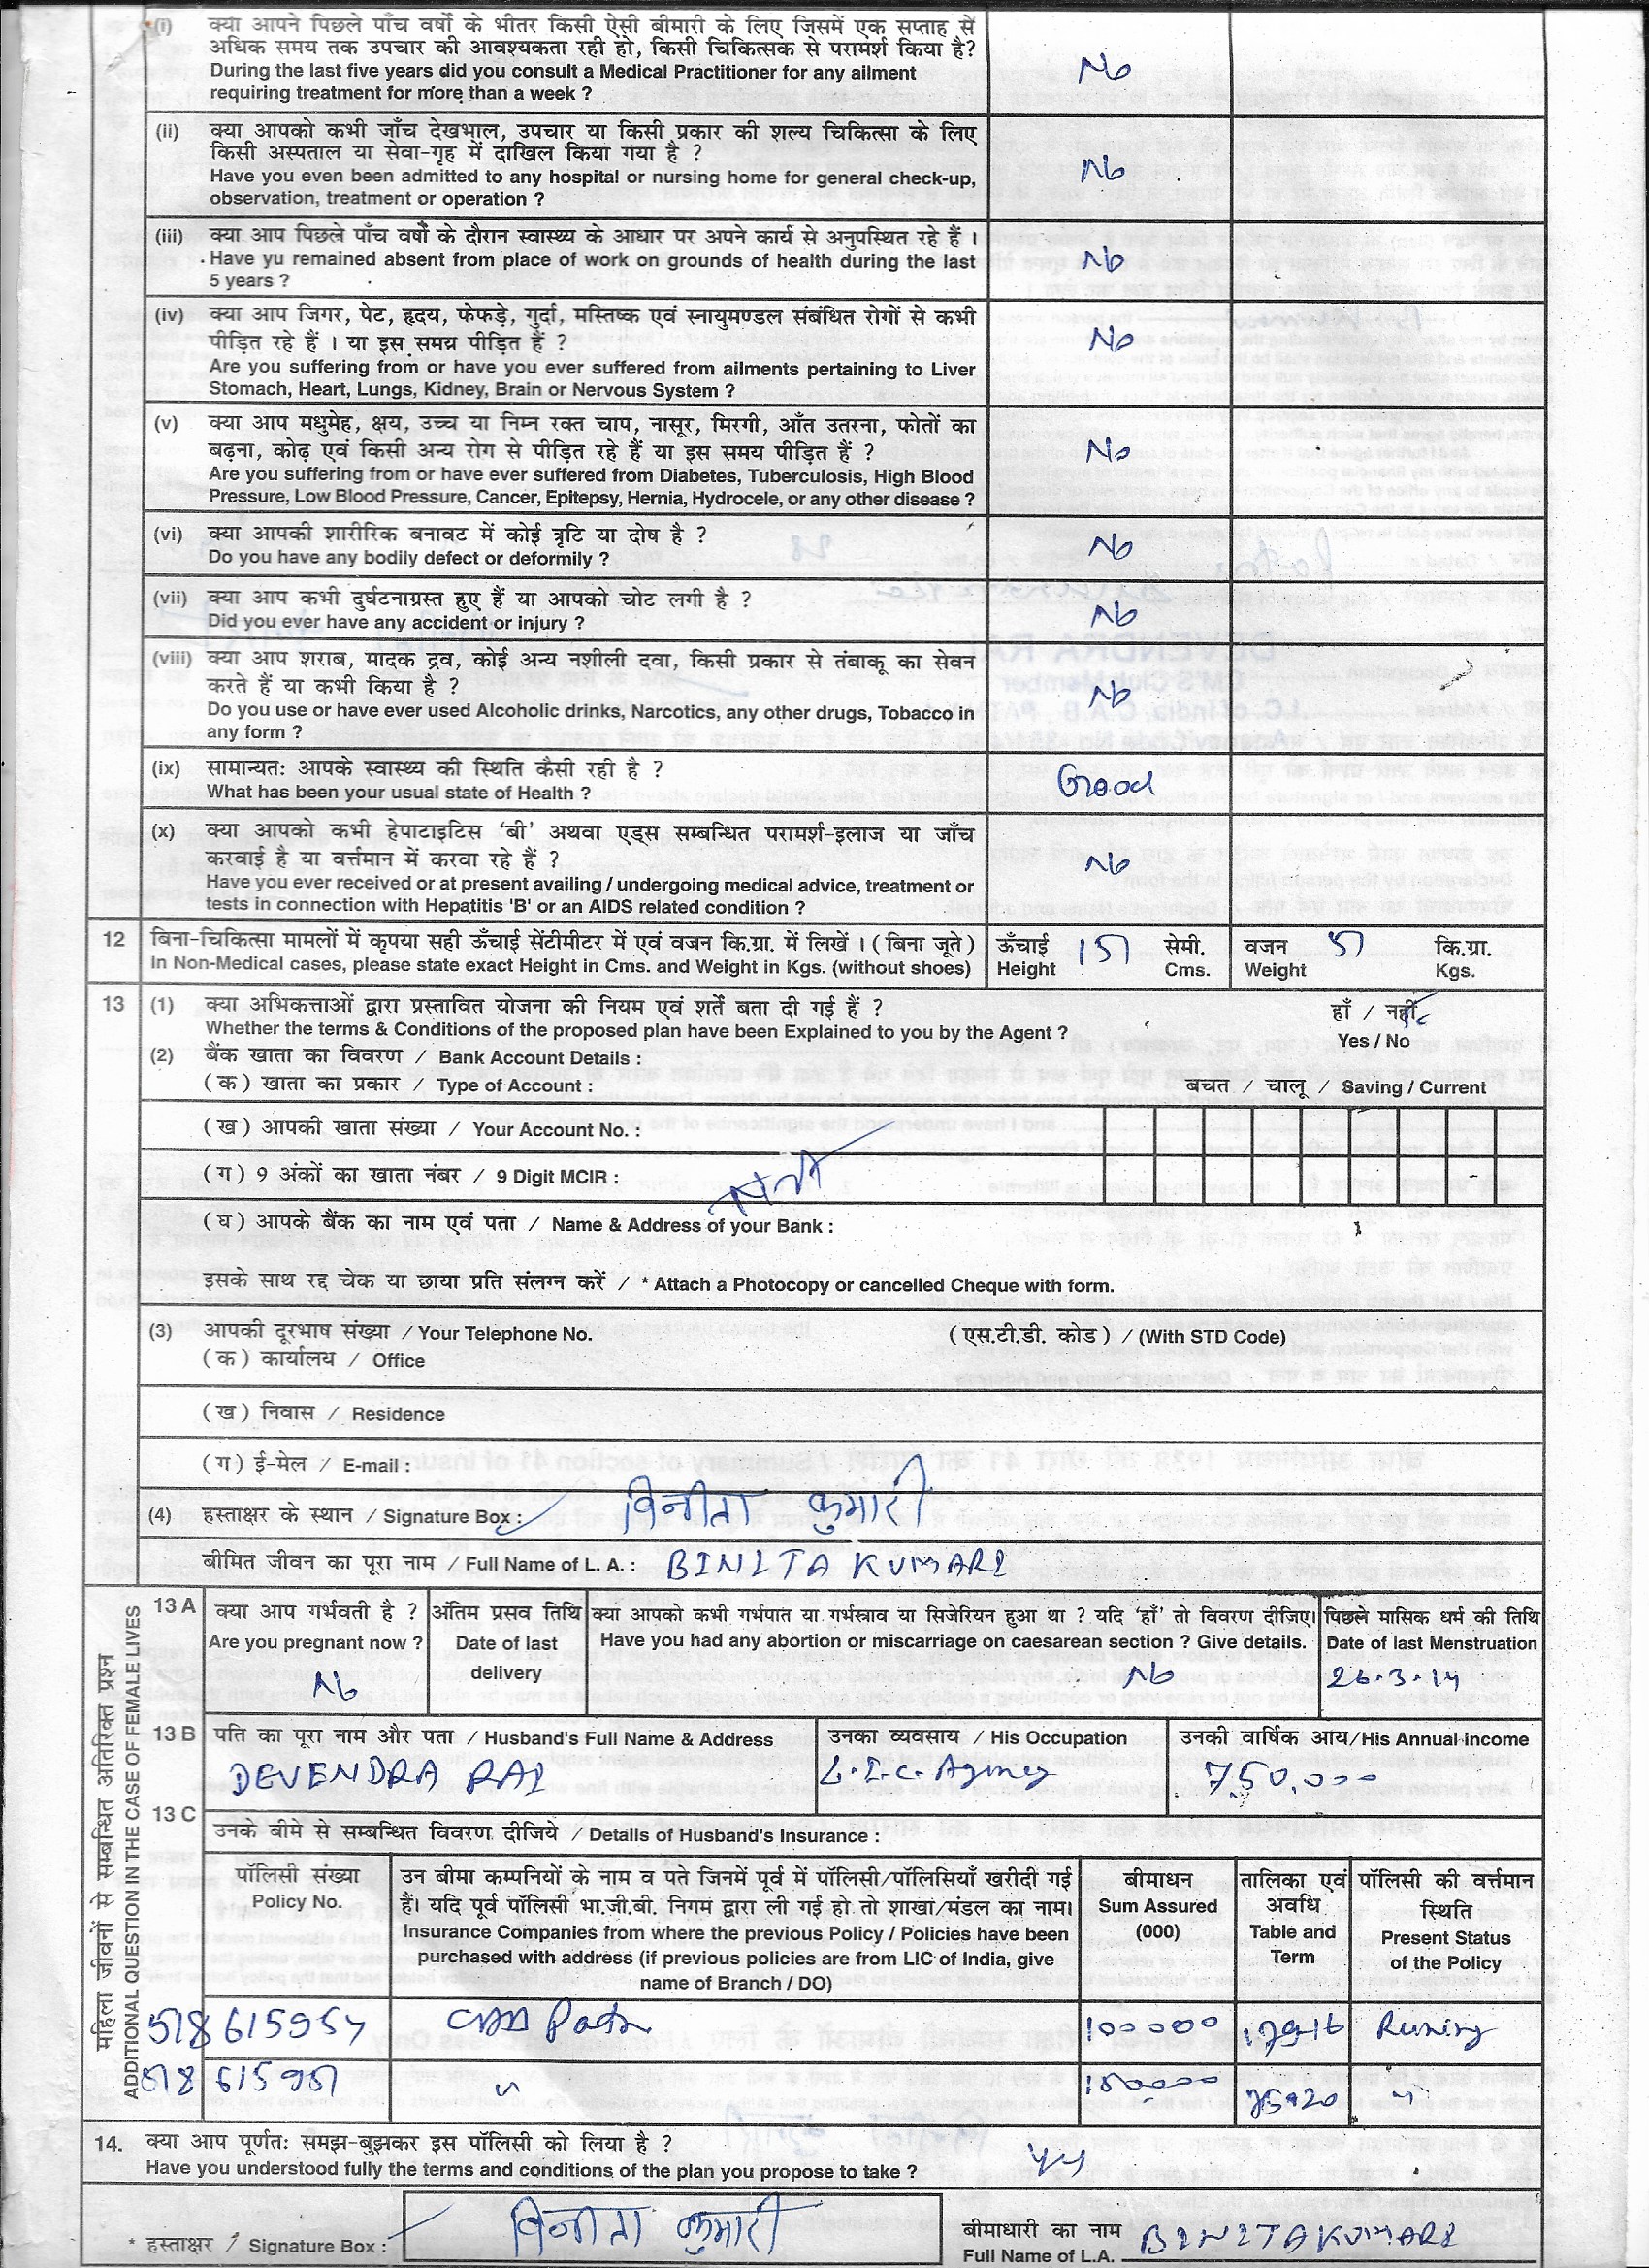 (i) क्या आपने पिछले पाँच वर्षों के भीतर किसी ऐसी बीमारी के लिए जिसमें एक सप्ताह से
अधिक समय तक उपचार की आवश्यकता रही हो, किसी चिकित्सक से परामर्श किया है?
During the last five years did you consult a Medical Practitioner for any ailment
requiring treatment for more than a week ?
No
(ii) क्या आपको कभी जाँच देखभाल, उपचार या किसी प्रकार की शल्य चिकित्सा के लिए
किसी अस्पताल या सेवा-गृह में दाखिल किया गया है ?
Have you even been admitted to any hospital or nursing home for general check-up,
observation, treatment or operation ?
No
(iii) क्या आप पिछले पाँच वर्षों के दौरान स्वास्थ्य के आधार पर अपने कार्य से अनुपस्थित रहे हैं ।
Have yu remained absent from place of work on grounds of health during the last
5 years ?
No
(iv) क्या आप जिगर, पेट, हृदय, फेफड़े, गुर्दा, मस्तिष्क एवं स्नायुमण्डल संबंधित रोगों से कभी
पीड़ित रहे हैं । या इस समय पीड़ित हैं ?
Are you suffering from or have you ever suffered from ailments pertaining to Liver
Stomach, Heart, Lungs, Kidney, Brain or Nervous System ?
No
(v) क्या आप मधुमेह, क्षय, उच्च या निम्न रक्त चाप, नासूर, मिरगी, आँत उतरना, फोतों का
बढ़ना, कोढ़ एवं किसी अन्य रोग से पीड़ित रहे हैं या इस समय पीड़ित हैं ?
Are you suffering from or have ever suffered from Diabetes, Tuberculosis, High Blood
Pressure, Low Blood Pressure, Cancer, Epitepsy, Hernia, Hydrocele, or any other disease ?
No
(vi) क्या आपकी शारीरिक बनावट में कोई त्रृटि या दोष है ?
Do you have any bodily defect or deformily ?
No
(vii) क्या आप कभी दुर्घटनाग्रस्त हुए हैं या आपको चोट लगी है ?
Did you ever have any accident or injury ?
No
(viii) क्या आप शराब, मादक द्रव, कोई अन्य नशीली दवा, किसी प्रकार से तंबाकू का सेवन
करते हैं या कभी किया है ?
Do you use or have ever used Alcoholic drinks, Narcotics, any other drugs, Tobacco in
any form ?
No
(ix) सामान्यतः आपके स्वास्थ्य की स्थिति कैसी रही है ?
What has been your usual state of Health ?
Good
(x) क्या आपको कभी हेपाटाइटिस 'बी' अथवा एड्स सम्बन्धित परामर्श-इलाज या जाँच
करवाई है या वर्त्तमान में करवा रहे हैं ?
Have you ever received or at present availing / undergoing medical advice, treatment or
tests in connection with Hepatitis 'B' or an AIDS related condition ?
No
12 बिना-चिकित्सा मामलों में कृपया सही ऊँचाई सेंटीमीटर में एवं वजन कि.ग्रा. में लिखें । ( बिना जूते )
In Non-Medical cases, please state exact Height in Cms. and Weight in Kgs. (without shoes)
ऊँचाई 151 सेमी. वजन 51 कि.ग्रा.
Height Cms. Weight Kgs.
13 (1) क्या अभिकत्ताओं द्वारा प्रस्तावित योजना की नियम एवं शर्तें बता दी गई हैं ? हाँ / नहीं
Whether the terms & Conditions of the proposed plan have been Explained to you by the Agent ? Yes / No
(2) बैंक खाता का विवरण / Bank Account Details :
(क) खाता का प्रकार / Type of Account : बचत / चालू / Saving / Current
(ख) आपकी खाता संख्या / Your Account No. :
(ग) 9 अंकों का खाता नंबर / 9 Digit MCIR :
(घ) आपके बैंक का नाम एवं पता / Name & Address of your Bank :
इसके साथ रद्द चेक या छाया प्रति संलग्न करें / * Attach a Photocopy or cancelled Cheque with form.
(3) आपकी दूरभाष संख्या / Your Telephone No. (एस.टी.डी. कोड) / (With STD Code)
(क) कार्यालय / Office
(ख) निवास / Residence
(ग) ई-मेल / E-mail :
(4) हस्ताक्षर के स्थान / Signature Box : विनीता कुमारी
बीमित जीवन का पूरा नाम / Full Name of L. A. : BINITA KUMARI
महिला जीवनों से सम्बन्धित अतिरिक्त प्रश्न
ADDITIONAL QUESTION IN THE CASE OF FEMALE LIVES
13 A क्या आप गर्भवती है ? अंतिम प्रसव तिथि क्या आपको कभी गर्भपात या गर्भस्राव या सिजेरियन हुआ था ? यदि 'हाँ' तो विवरण दीजिए। पिछले मासिक धर्म की तिथि
Are you pregnant now ? Date of last delivery Have you had any abortion or miscarriage on caesarean section ? Give details. Date of last Menstruation
No No 26-3-14
13 B पति का पूरा नाम और पता / Husband's Full Name & Address उनका व्यवसाय / His Occupation उनकी वार्षिक आय/His Annual income
DEVENDRA RAI L.I.C. Agency 750,000
13 C उनके बीमे से सम्बन्धित विवरण दीजिये / Details of Husband's Insurance :
पॉलिसी संख्या
Policy No.
उन बीमा कम्पनियों के नाम व पते जिनमें पूर्व में पॉलिसी/पॉलिसियाँ खरीदी गई
हैं। यदि पूर्व पॉलिसी भा.जी.बी. निगम द्वारा ली गई हो तो शाखा/मंडल का नाम।
Insurance Companies from where the previous Policy / Policies have been
purchased with address (if previous policies are from LIC of India, give
name of Branch / DO)
बीमाधन
Sum Assured
(000)
तालिका एवं
अवधि
Table and
Term
पॉलिसी की वर्त्तमान
स्थिति
Present Status
of the Policy
518615957 100000 179-16 Runing
518615951 " 100000 75-20 "
14. क्या आप पूर्णतः समझ-बुझकर इस पॉलिसी को लिया है ?
Have you understood fully the terms and conditions of the plan you propose to take ?
* हस्ताक्षर / Signature Box : विनीता कुमारी
बीमाधारी का नाम
Full Name of L.A. BINITA KUMARI